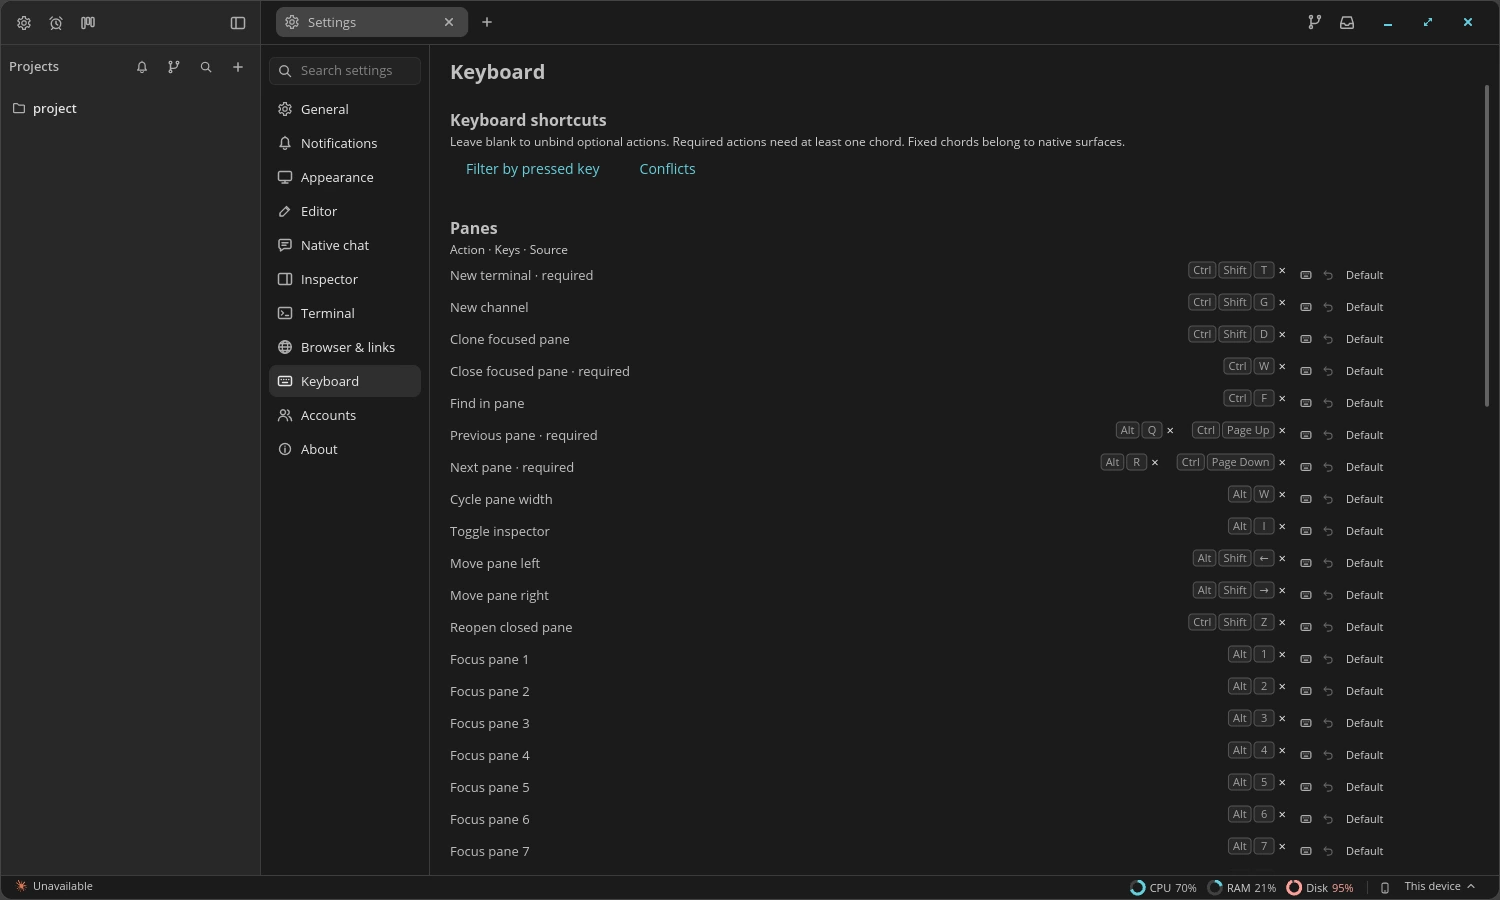 Settings
Projects
project
Search settings
General
Notifications
Appearance
Editor
Native chat
Inspector
Terminal
Browser & links
Keyboard
Accounts
About
Keyboard
Keyboard shortcuts
Leave blank to unbind optional actions. Required actions need at least one chord. Fixed chords belong to native surfaces.
Filter by pressed key Conflicts
Panes
Action · Keys · Source
New terminal · required Ctrl Shift T × Default
New channel Ctrl Shift G × Default
Clone focused pane Ctrl Shift D × Default
Close focused pane · required Ctrl W × Default
Find in pane Ctrl F × Default
Previous pane · required Alt Q × Ctrl Page Up × Default
Next pane · required Alt R × Ctrl Page Down × Default
Cycle pane width Alt W × Default
Toggle inspector Alt I × Default
Move pane left Alt Shift ← × Default
Move pane right Alt Shift → × Default
Reopen closed pane Ctrl Shift Z × Default
Focus pane 1 Alt 1 × Default
Focus pane 2 Alt 2 × Default
Focus pane 3 Alt 3 × Default
Focus pane 4 Alt 4 × Default
Focus pane 5 Alt 5 × Default
Focus pane 6 Alt 6 × Default
Focus pane 7 Alt 7 × Default
Unavailable CPU 70% RAM 21% Disk 95% This device